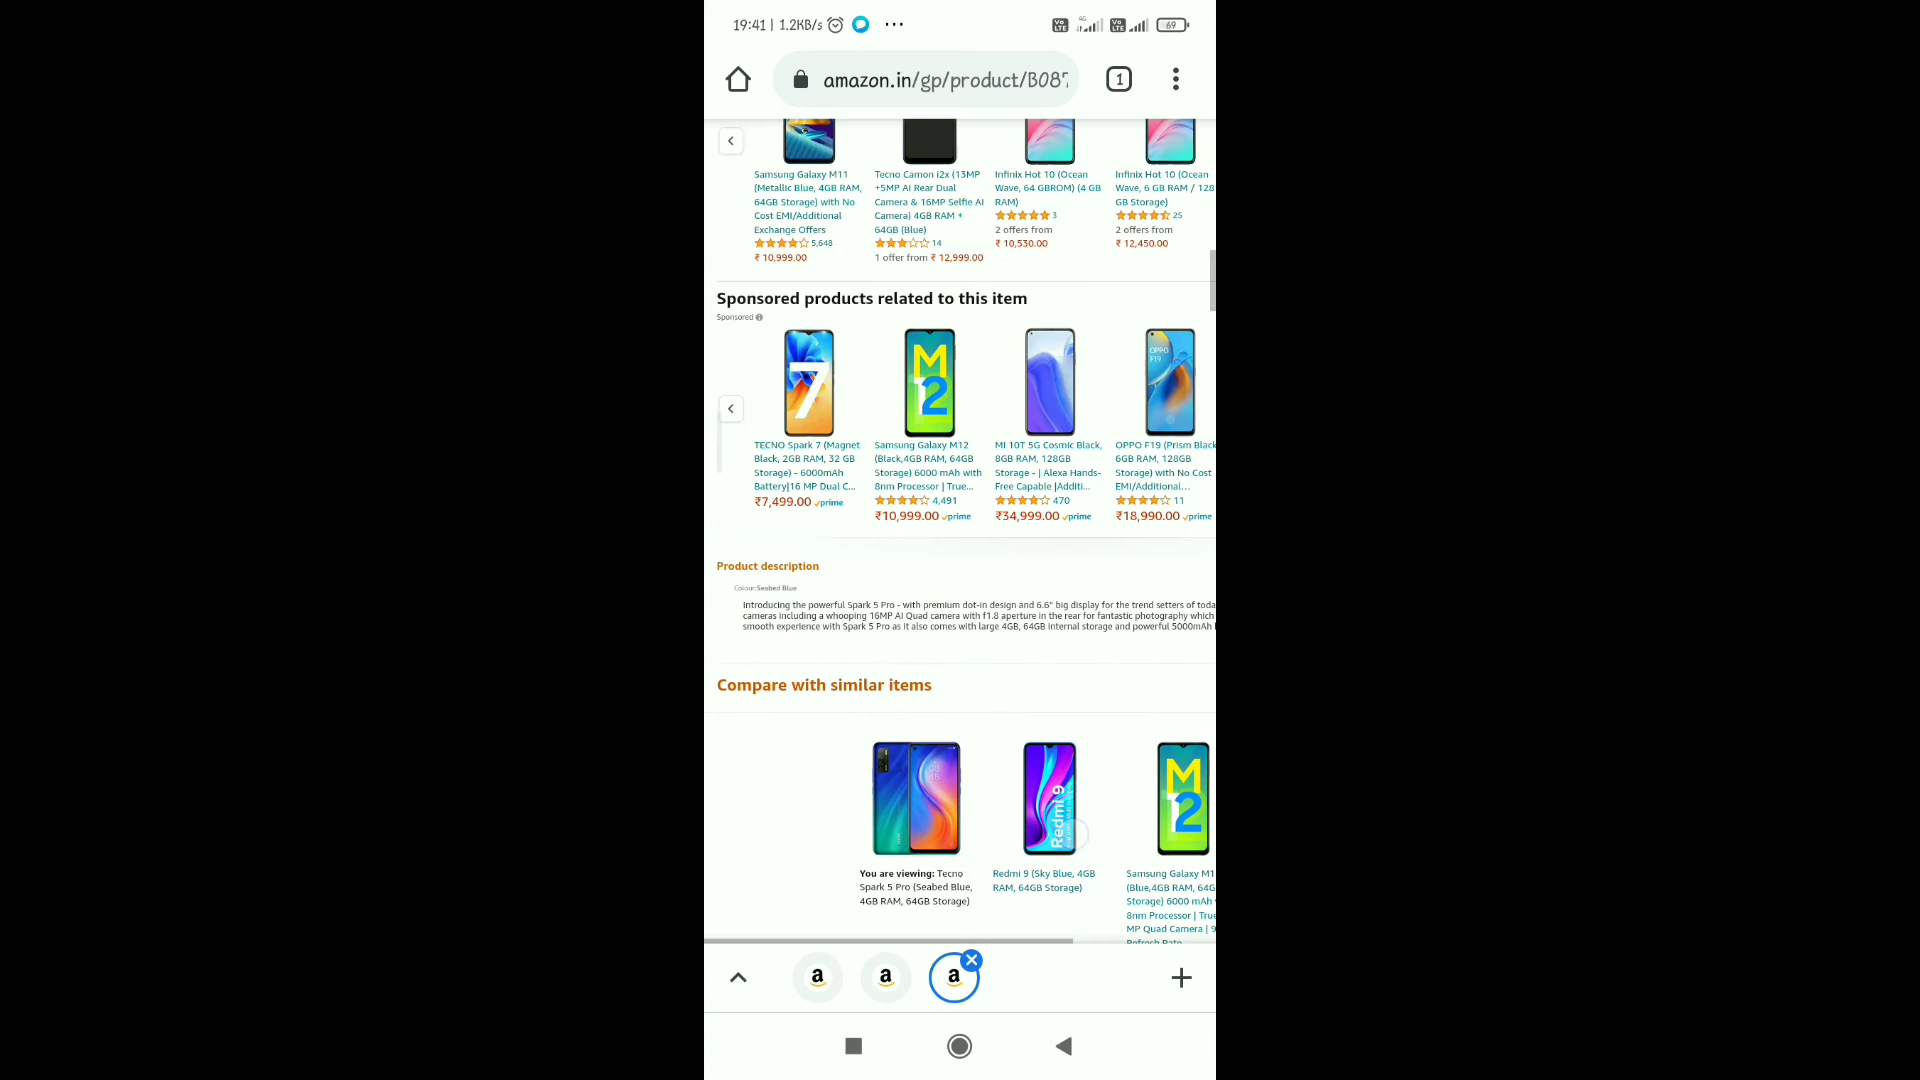 19:41 | 1.2KB/s
69
amazon.in/gp/product/B08
1
Samsung Galaxy M11
(Metallic Blue, 4GB RAM,
64GB Storage) with No
Cost EMI/Additional
Exchange Offers
5,648
₹ 10,999.00
Tecno Camon i2x (13MP
+5MP AI Rear Dual
Camera & 16MP Selfie AI
Camera) 4GB RAM +
64GB (Blue)
14
1 offer from ₹ 12,999.00
Infinix Hot 10 (Ocean
Wave, 64 GBROM) (4 GB
RAM)
3
2 offers from
₹ 10,530.00
Infinix Hot 10 (Ocean
Wave, 6 GB RAM / 128
GB Storage)
25
2 offers from
₹ 12,450.00
Sponsored products related to this item
Sponsored
7
M
12
OPPO
F19
TECNO Spark 7 (Magnet
Black, 2GB RAM, 32 GB
Storage) - 6000mAh
Battery|16 MP Dual C...
₹7,499.00 prime
Samsung Galaxy M12
(Black,4GB RAM, 64GB
Storage) 6000 mAh with
8nm Processor | True...
4,491
₹10,999.00 prime
MI 10T 5G Cosmic Black,
8GB RAM, 128GB
Storage - | Alexa Hands-
Free Capable |Additi...
470
₹34,999.00 prime
OPPO F19 (Prism Black
6GB RAM, 128GB
Storage) with No Cost
EMI/Additional...
11
₹18,990.00 prime
Product description
Colour:Seabed Blue
Introducing the powerful Spark 5 Pro - with premium dot-in design and 6.6" big display for the trend setters of toda
cameras including a whooping 16MP AI Quad camera with f1.8 aperture in the rear for fantastic photography which
smooth experience with Spark 5 Pro as it also comes with large 4GB, 64GB internal storage and powerful 5000mAh
Compare with similar items
Redmi 9
M
12
You are viewing: Tecno
Spark 5 Pro (Seabed Blue,
4GB RAM, 64GB Storage)
Redmi 9 (Sky Blue, 4GB
RAM, 64GB Storage)
Samsung Galaxy M1
(Blue,4GB RAM, 64G
Storage) 6000 mAh
8nm Processor | True
MP Quad Camera | 9
Refresh Rate
a
a
a